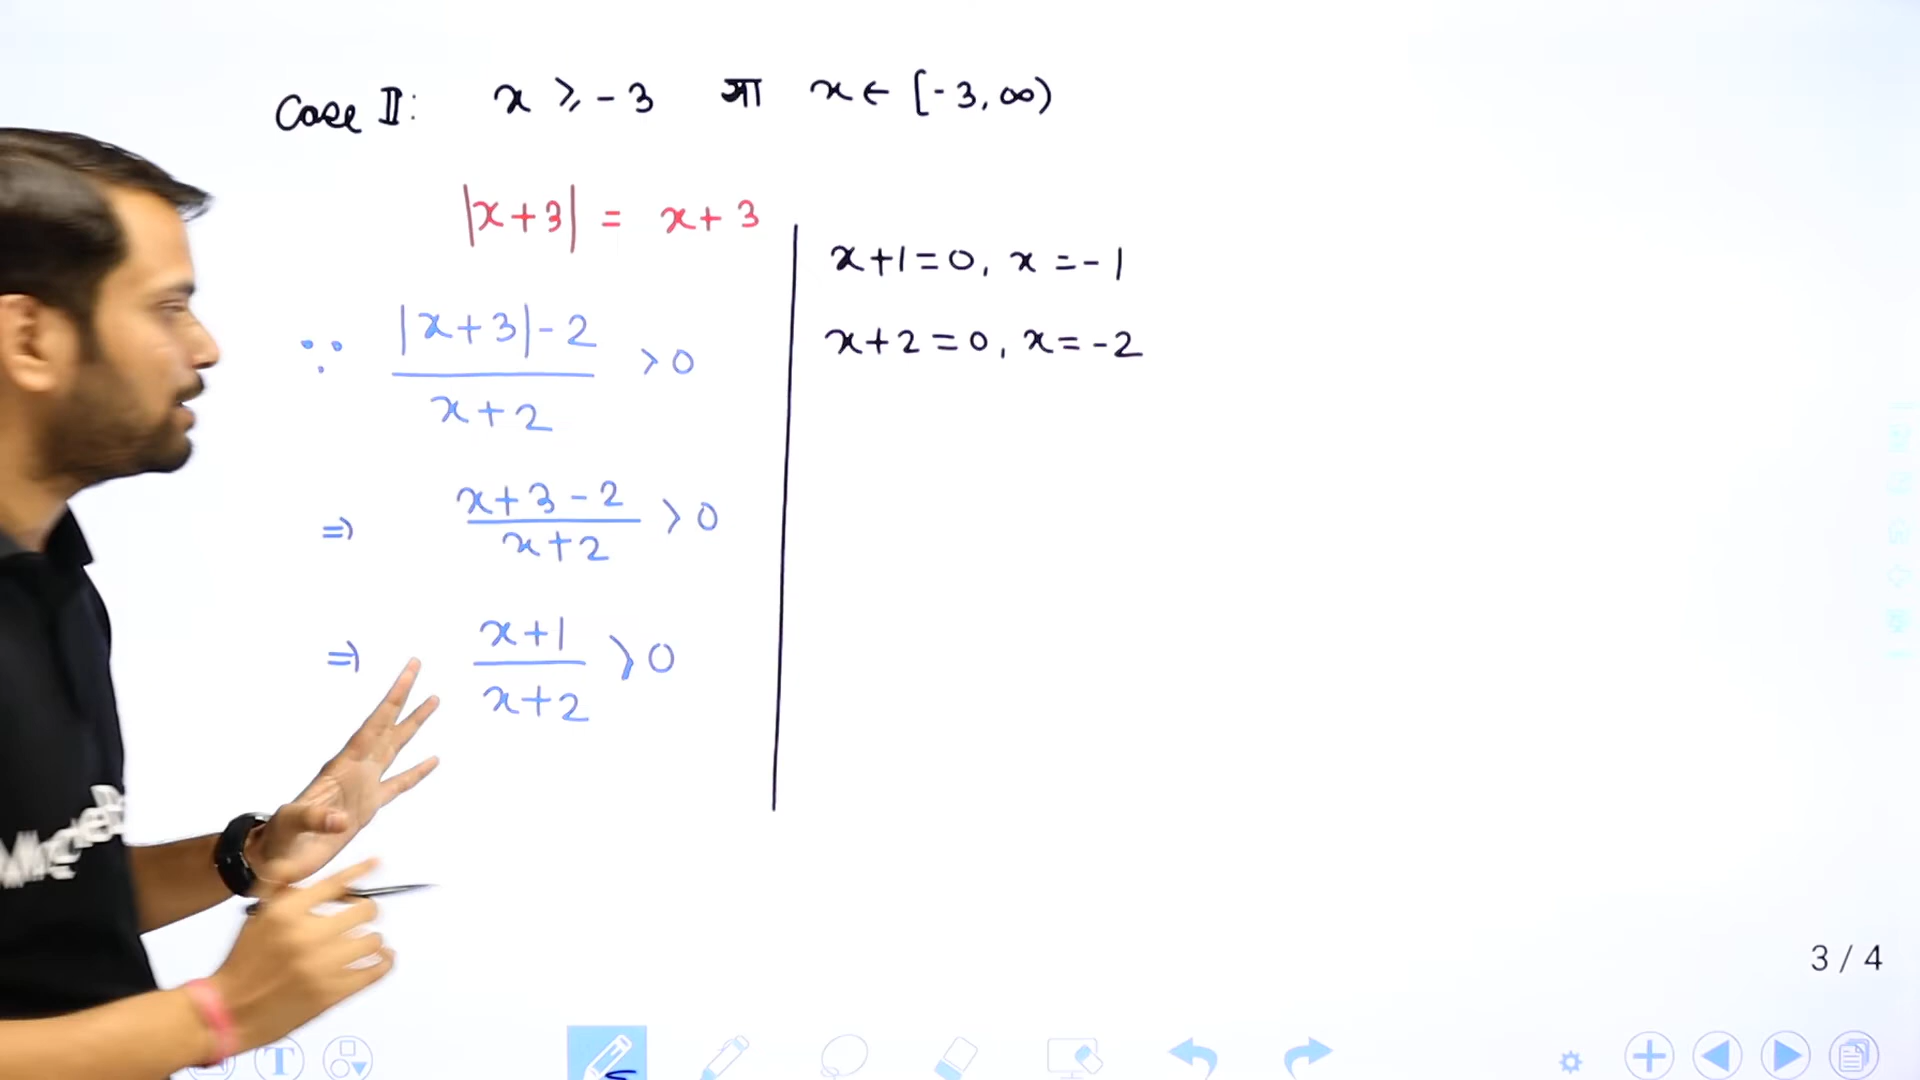 Case II: x ≥ -3 या x ∈ [-3, ∞)
|x+3| = x+3
∵ |x+3|-2 / x+2 > 0
⇒ x+3-2 / x+2 > 0
⇒ x+1 / x+2 > 0
x+1=0, x=-1
x+2=0, x=-2
3 / 4
T